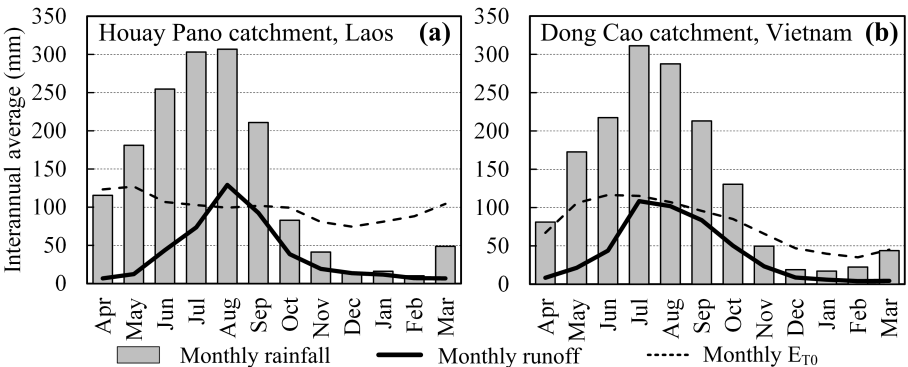 Interannual average (mm)
350
300
250
200
150
100
50
0
Houay Pano catchment, Laos (a)
Apr May Jun Jul Aug Sep Oct Nov Dec Jan Feb Mar
350
300
250
200
150
100
50
0
Dong Cao catchment, Vietnam (b)
Apr May Jun Jul Aug Sep Oct Nov Dec Jan Feb Mar
Monthly rainfall Monthly runoff Monthly E_T0